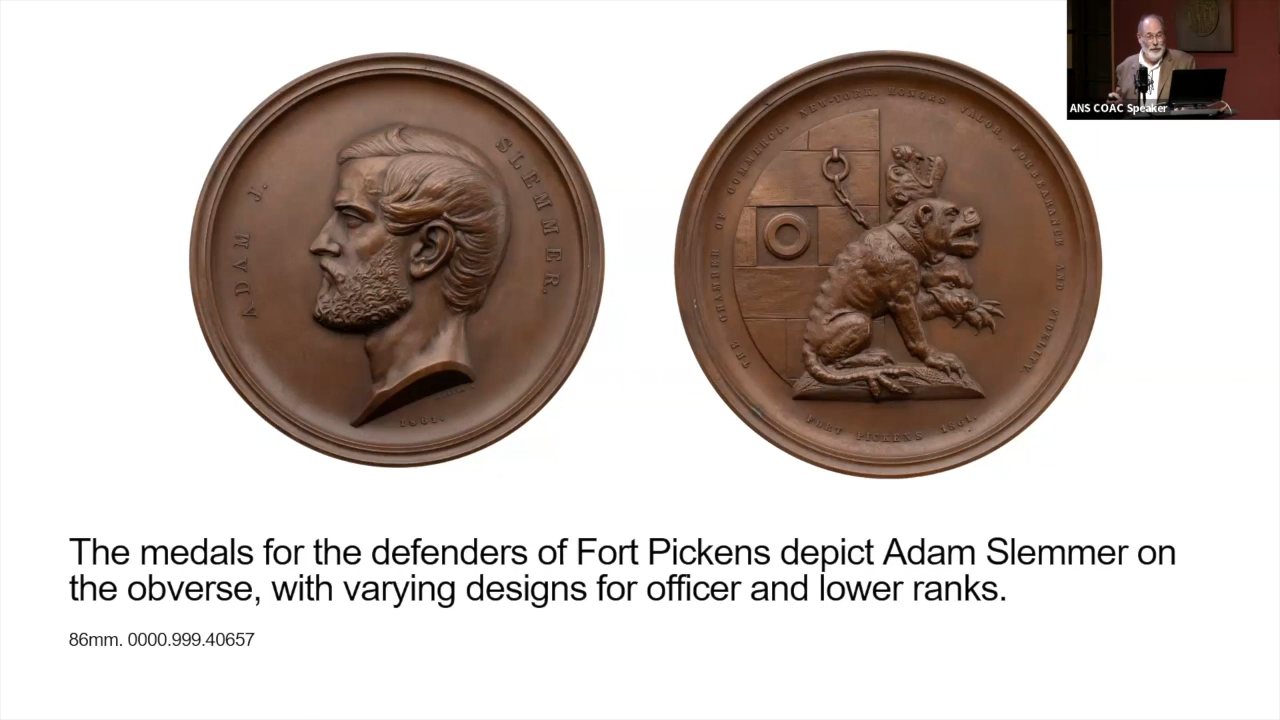 ANS COAC Speaker
ADAM J. SLEMMER.
1861.
THE CHAMBER OF COMMERCE, NEW-YORK, HONORS VALOR, FORBEARANCE AND FIDELITY.
FORT PICKENS 1861.
The medals for the defenders of Fort Pickens depict Adam Slemmer on
the obverse, with varying designs for officer and lower ranks.
86mm. 0000.999.40657